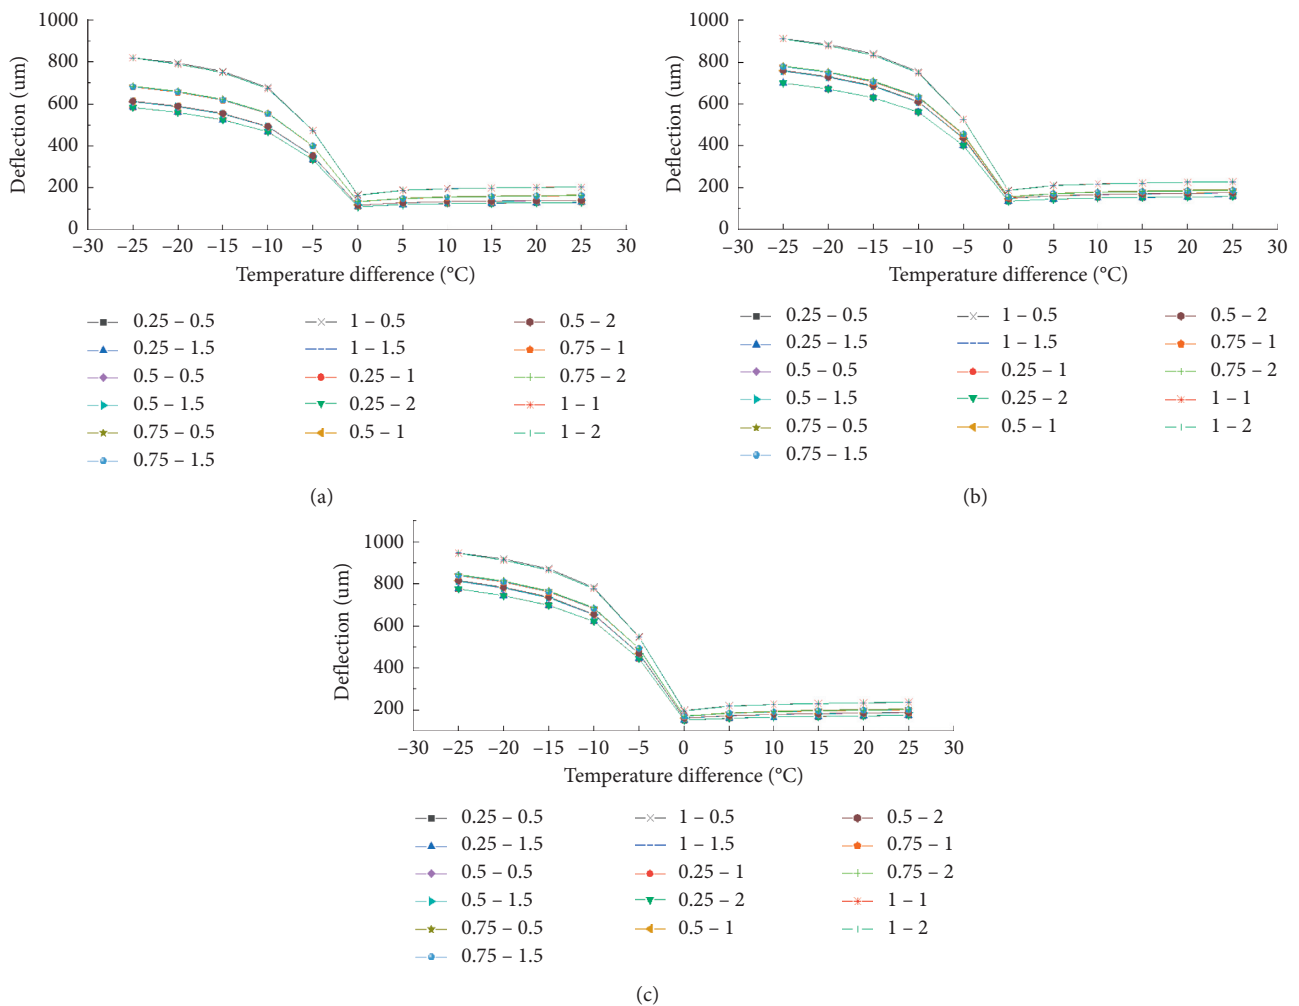 1000
800
600
400
200
0
Deflection (um)
–30 –25 –20 –15 –10 –5 0 5 10 15 20 25 30
Temperature difference (°C)
0.25 – 0.5 1 – 0.5 0.5 – 2
0.25 – 1.5 1 – 1.5 0.75 – 1
0.5 – 0.5 0.25 – 1 0.75 – 2
0.5 – 1.5 0.25 – 2 1 – 1
0.75 – 0.5 0.5 – 1 1 – 2
0.75 – 1.5
(a)
1000
800
600
400
200
0
Deflection (um)
–30 –25 –20 –15 –10 –5 0 5 10 15 20 25 30
Temperature difference (°C)
0.25 – 0.5 1 – 0.5 0.5 – 2
0.25 – 1.5 1 – 1.5 0.75 – 1
0.5 – 0.5 0.25 – 1 0.75 – 2
0.5 – 1.5 0.25 – 2 1 – 1
0.75 – 0.5 0.5 – 1 1 – 2
0.75 – 1.5
(b)
1000
800
600
400
200
Deflection (um)
–30 –25 –20 –15 –10 –5 0 5 10 15 20 25 30
Temperature difference (°C)
0.25 – 0.5 1 – 0.5 0.5 – 2
0.25 – 1.5 1 – 1.5 0.75 – 1
0.5 – 0.5 0.25 – 1 0.75 – 2
0.5 – 1.5 0.25 – 2 1 – 1
0.75 – 0.5 0.5 – 1 1 – 2
0.75 – 1.5
(c)